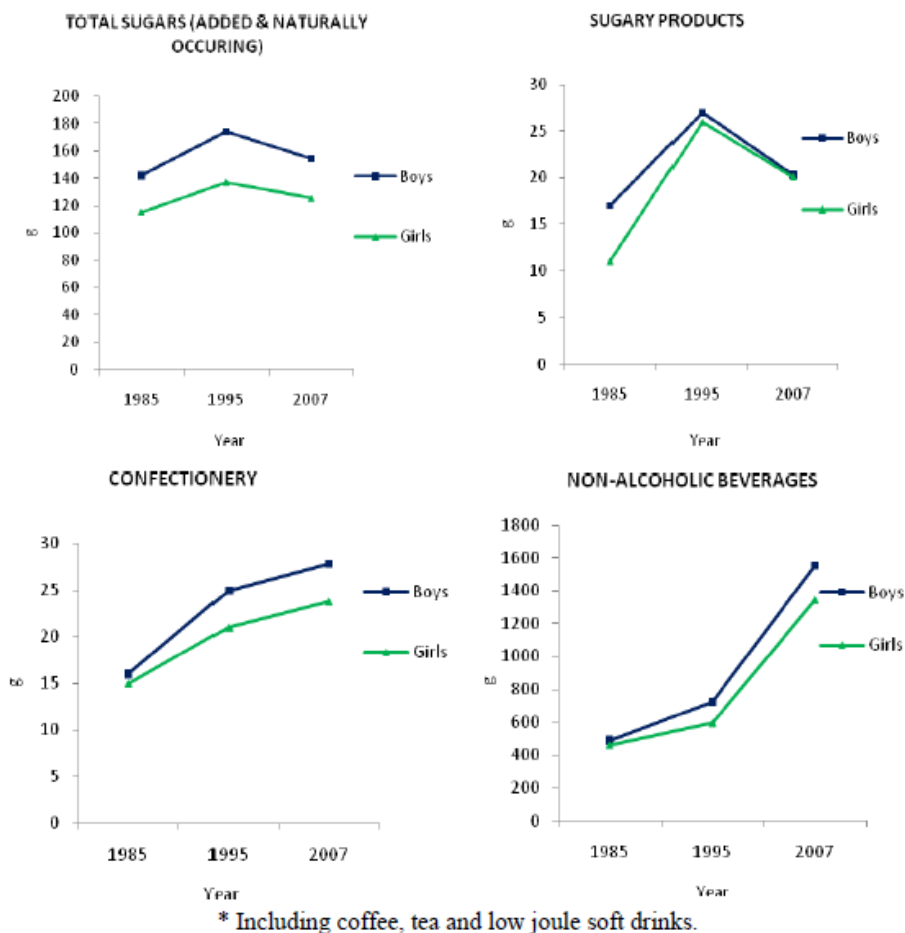 TOTAL SUGARS (ADDED & NATURALLY
OCCURING)
200
180
160
140
120
100
80
60
40
20
0
g
1985 1995 2007
Year
Boys
Girls
SUGARY PRODUCTS
30
25
20
15
10
5
0
g
1985 1995 2007
Year
Boys
Girls
CONFECTIONERY
30
25
20
15
10
5
0
g
1985 1995 2007
Year
Boys
Girls
NON-ALCOHOLIC BEVERAGES
1800
1600
1400
1200
1000
800
600
400
200
0
g
1985 1995 2007
Year
Boys
Girls
* Including coffee, tea and low joule soft drinks.